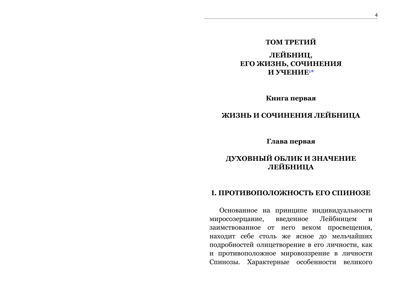 4
ТОМ ТРЕТИЙ
ЛЕЙБНИЦ,
ЕГО ЖИЗНЬ, СОЧИНЕНИЯ
И УЧЕНИЕ
Книга первая
ЖИЗНЬ И СОЧИНЕНИЯ ЛЕЙБНИЦА
Глава первая
ДУХОВНЫЙ ОБЛИК И ЗНАЧЕНИЕ
ЛЕЙБНИЦА
I. ПРОТИВОПОЛОЖНОСТЬ ЕГО СПИНОЗЕ
Основанное на принципе индивидуальности
миросозерцание, введенное Лейбницем и
заимствованное от него веком просвещения,
находит себе столь же ясное до мельчайших
подробностей олицетворение в его личности, как
и противоположное мировоззрение в личности
Спинозы. Характерные особенности великого